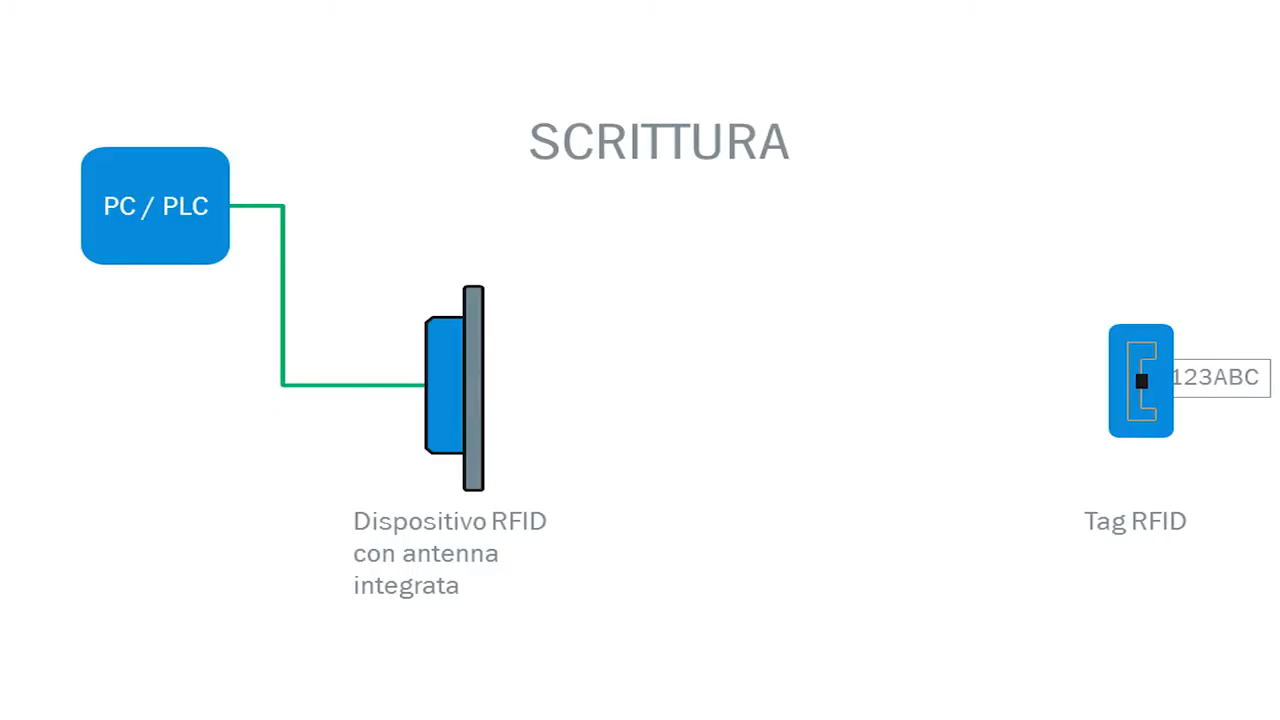 SCRITTURA
PC / PLC
123ABC
Dispositivo RFID
con antenna
integrata
Tag RFID